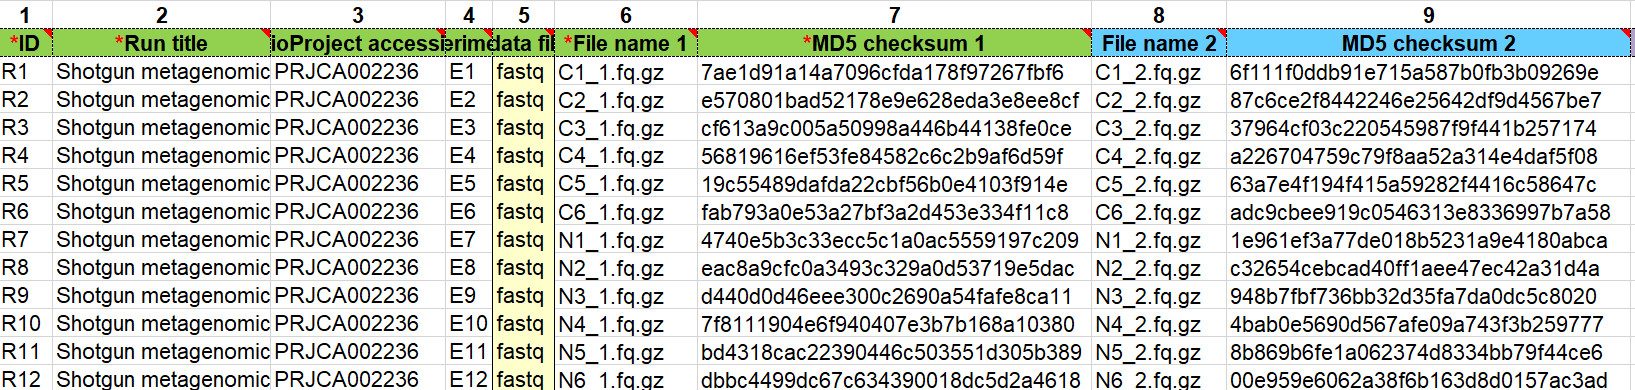 1 2 3 4 5 6 7 8 9
*ID *Run title ioProject accessi erime data fil *File name 1 *MD5 checksum 1 File name 2 MD5 checksum 2
R1 Shotgun metagenomic PRJCA002236 E1 fastq C1_1.fq.gz 7ae1d91a14a7096cfda178f97267fbf6 C1_2.fq.gz 6f111f0ddb91e715a587b0fb3b09269e
R2 Shotgun metagenomic PRJCA002236 E2 fastq C2_1.fq.gz e570801bad52178e9e628eda3e8ee8cf C2_2.fq.gz 87c6ce2f8442246e25642df9d4567be7
R3 Shotgun metagenomic PRJCA002236 E3 fastq C3_1.fq.gz cf613a9c005a50998a446b44138fe0ce C3_2.fq.gz 37964cf03c220545987f9f441b257174
R4 Shotgun metagenomic PRJCA002236 E4 fastq C4_1.fq.gz 56819616ef53fe84582c6c2b9af6d59f C4_2.fq.gz a226704759c79f8aa52a314e4daf5f08
R5 Shotgun metagenomic PRJCA002236 E5 fastq C5_1.fq.gz 19c55489dafda22cbf56b0e4103f914e C5_2.fq.gz 63a7e4f194f415a59282f4416c58647c
R6 Shotgun metagenomic PRJCA002236 E6 fastq C6_1.fq.gz fab793a0e53a27bf3a2d453e334f11c8 C6_2.fq.gz adc9cbee919c0546313e8336997b7a58
R7 Shotgun metagenomic PRJCA002236 E7 fastq N1_1.fq.gz 4740e5b3c33ecc5c1a0ac5559197c209 N1_2.fq.gz 1e961ef3a77de018b5231a9e4180abca
R8 Shotgun metagenomic PRJCA002236 E8 fastq N2_1.fq.gz eac8a9cfc0a3493c329a0d53719e5dac N2_2.fq.gz c32654cebcad40ff1aee47ec42a31d4a
R9 Shotgun metagenomic PRJCA002236 E9 fastq N3_1.fq.gz d440d0d46eee300c2690a54fafe8ca11 N3_2.fq.gz 948b7fbf736bb32d35fa7da0dc5c8020
R10 Shotgun metagenomic PRJCA002236 E10 fastq N4_1.fq.gz 7f8111904e6f940407e3b7b168a10380 N4_2.fq.gz 4bab0e5690d567afe09a743f3b259777
R11 Shotgun metagenomic PRJCA002236 E11 fastq N5_1.fq.gz bd4318cac22390446c503551d305b389 N5_2.fq.gz 8b869b6fe1a062374d8334bb79f44ce6
R12 Shotgun metagenomic PRJCA002236 E12 fastq N6_1.fq.gz dbbc4499dc67c634390018dc5d2a4618 N6_2.fq.gz 00e959e6062a38f6b163d8d0157ac3ad